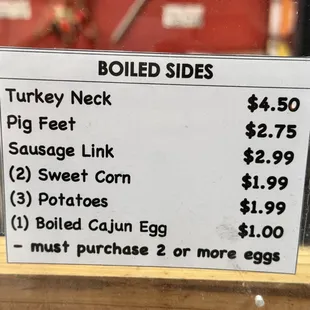 BOILED SIDES
Turkey Neck $4.50
Pig Feet $2.75
Sausage Link $2.99
(2) Sweet Corn $1.99
(3) Potatoes $1.99
(1) Boiled Cajun Egg $1.00
- must purchase 2 or more eggs